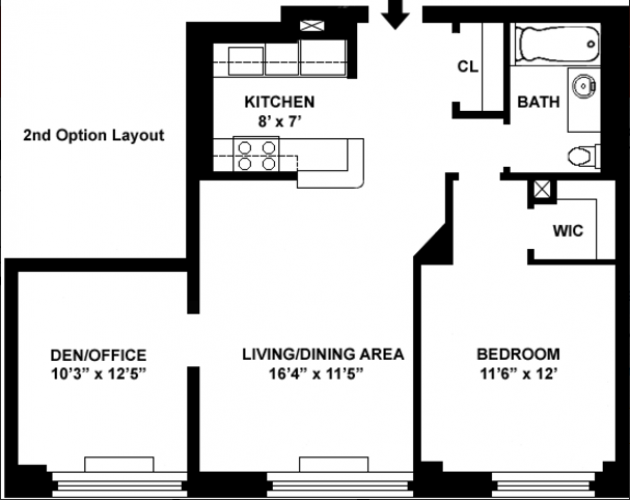 CL
KITCHEN
8’ x 7’
BATH
2nd Option Layout
WIC
DEN/OFFICE
10’3” x 12’5”
LIVING/DINING AREA
16’4” x 11’5”
BEDROOM
11’6” x 12’